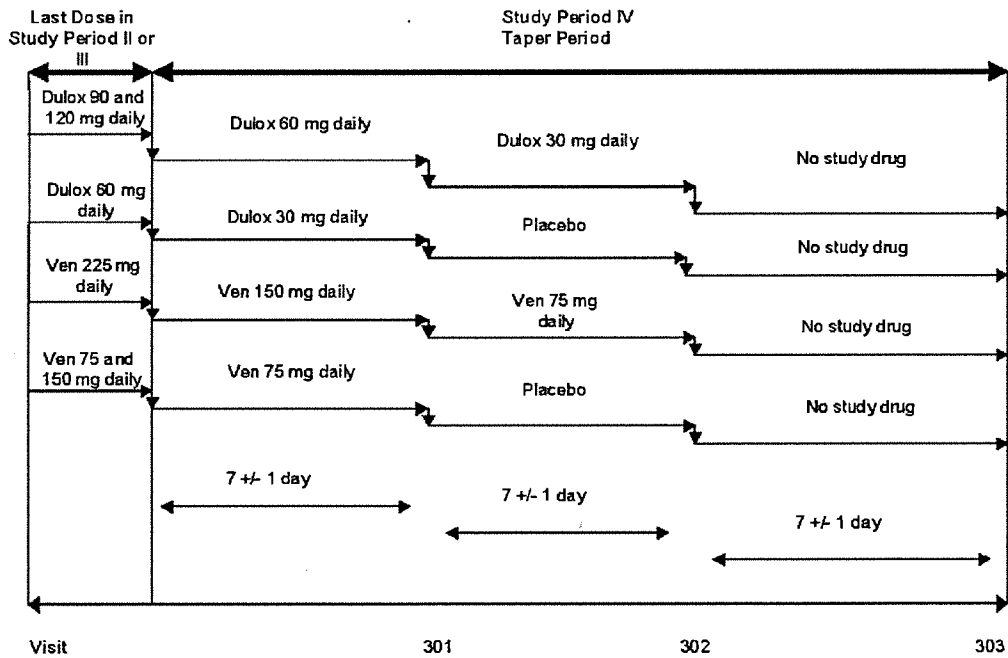 Last Dose in
Study Period II or
III
Study Period IV
Taper Period
Dulox 90 and
120 mg daily
Dulox 60 mg daily
Dulox 30 mg daily
No study drug
Dulox 60 mg
daily
Dulox 30 mg daily
Placebo
No study drug
Ven 225 mg
daily
Ven 150 mg daily
Ven 75 mg
daily
No study drug
Ven 75 and
150 mg daily
Ven 75 mg daily
Placebo
No study drug
7 +/- 1 day
7 +/- 1 day
7 +/- 1 day
Visit 301 302 303